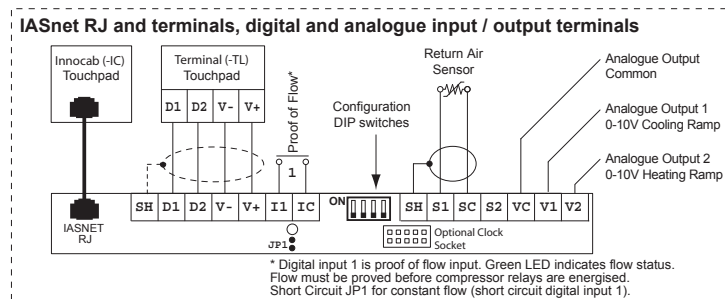 IASnet RJ and terminals, digital and analogue input / output terminals
Innocab (-IC)
Touchpad
Terminal (-TL)
Touchpad
D1 D2 V- V+
Proof of Flow*
1
Configuration
DIP switches
Return Air
Sensor
Analogue Output
Common
Analogue Output 1
0-10V Cooling Ramp
Analogue Output 2
0-10V Heating Ramp
IASNET
RJ
SH D1 D2 V- V+ I1 IC
ON
SH S1 SC S2 VC V1 V2
JP1
Optional Clock
Socket
* Digital input 1 is proof of flow input. Green LED indicates flow status.
Flow must be proved before compressor relays are energised.
Short Circuit JP1 for constant flow (short circuit digital input 1).